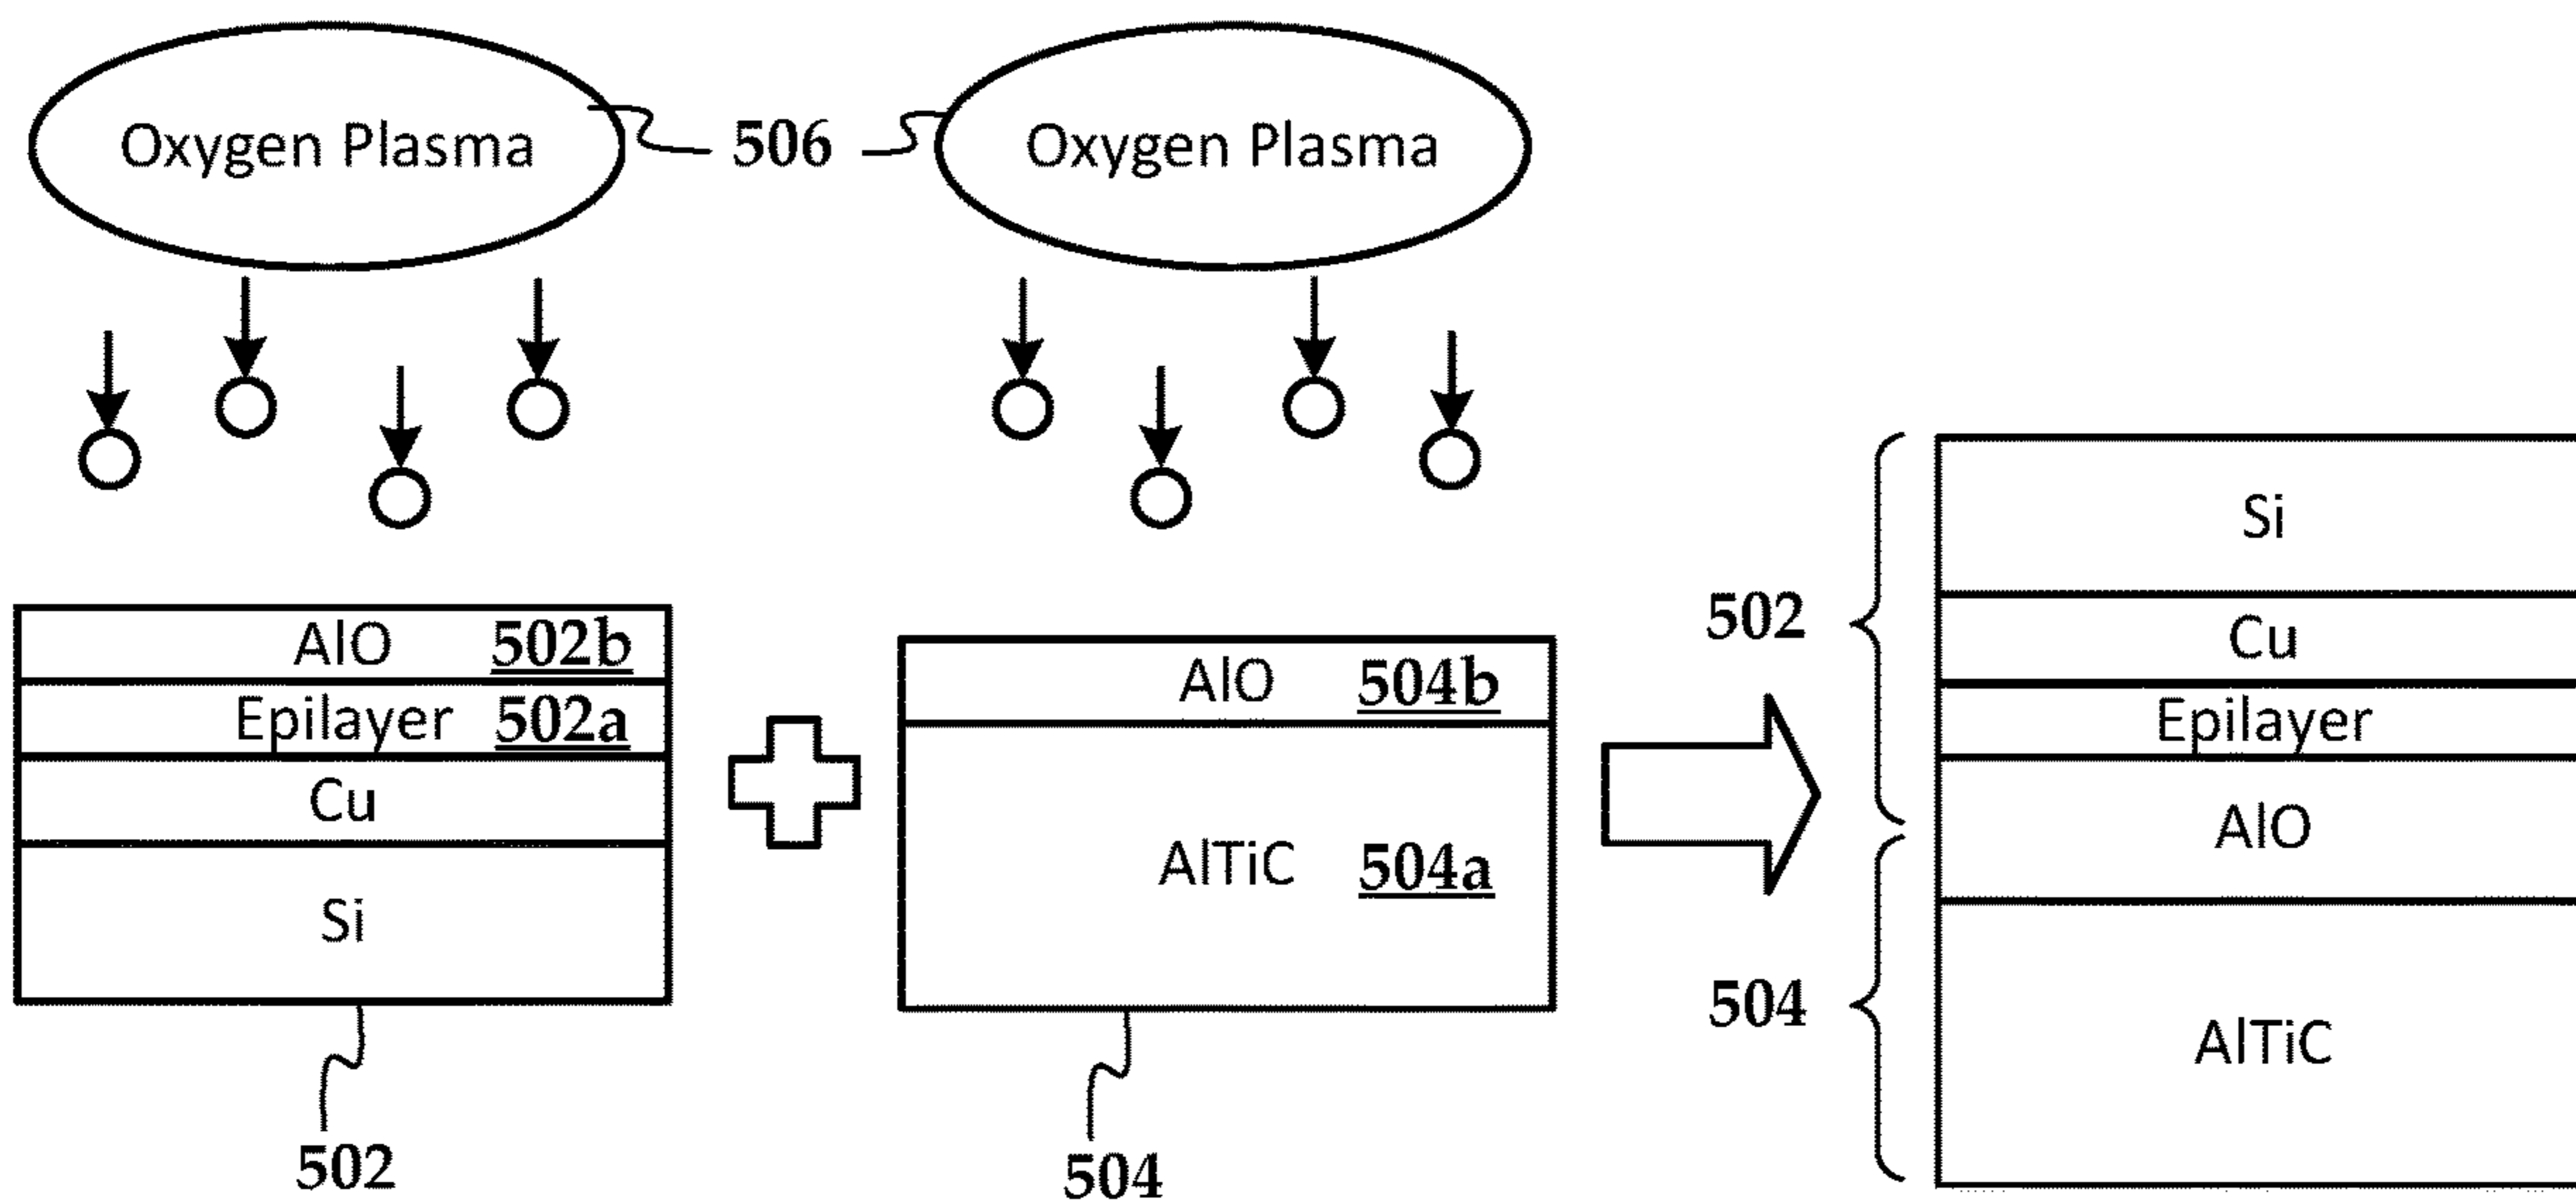 Oxygen Plasma
506
Oxygen Plasma
AlO 502b
Epilayer 502a
Cu
Si
502
AlO 504b
AlTiC 504a
504
502
504
Si
Cu
Epilayer
AlO
AlTiC